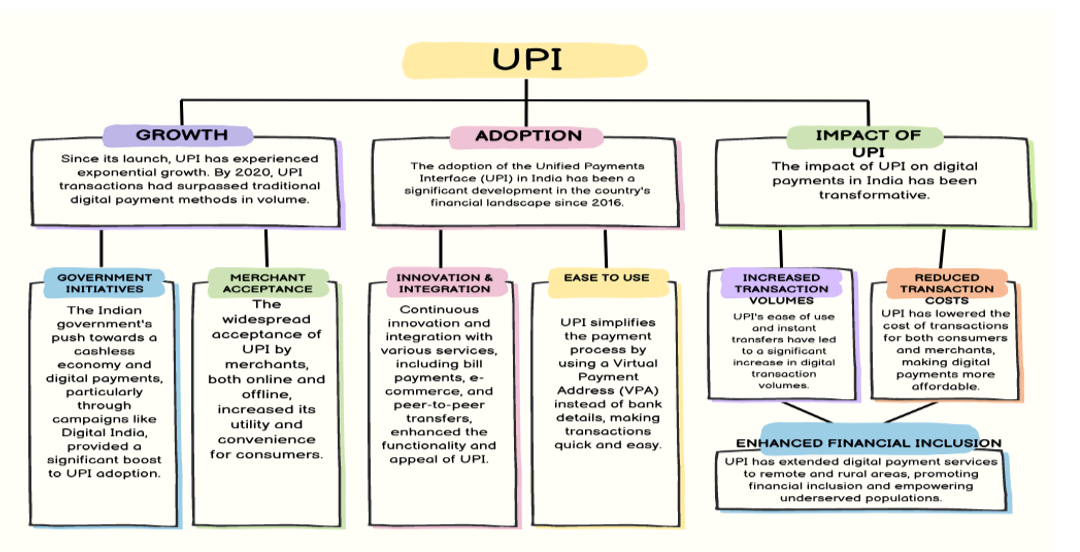 UPI
GROWTH
Since its launch, UPI has experienced
exponential growth. By 2020, UPI
transactions had surpassed traditional
digital payment methods in volume.
ADOPTION
The adoption of the Unified Payments
Interface (UPI) in India has been a
significant development in the country's
financial landscape since 2016.
IMPACT OF
UPI
The impact of UPI on digital
payments in India has been
transformative.
GOVERNMENT
INITIATIVES
The Indian
government's
push towards a
cashless
economy and
digital payments,
particularly
through
campaigns like
Digital India,
provided a
significant boost
to UPI adoption.
MERCHANT
ACCEPTANCE
The
widespread
acceptance of
UPI by
merchants,
both online and
offline,
increased its
utility and
convenience
for consumers.
INNOVATION &
INTEGRATION
Continuous
innovation and
integration with
various services,
including bill
payments, e-
commerce, and
peer-to-peer
transfers,
enhanced the
functionality and
appeal of UPI.
EASE TO USE
UPI simplifies
the payment
process by
using a Virtual
Payment
Address (VPA)
instead of bank
details, making
transactions
quick and easy.
INCREASED
TRANSACTION
VOLUMES
UPI's ease of use
and instant
transfers have led
to a significant
increase in digital
transaction
volumes.
REDUCED
TRANSACTION
COSTS
UPI has lowered the
cost of transactions
for both consumers
and merchants,
making digital
payments more
affordable.
ENHANCED FINANCIAL INCLUSION
UPI has extended digital payment services
to remote and rural areas, promoting
financial inclusion and empowering
underserved populations.